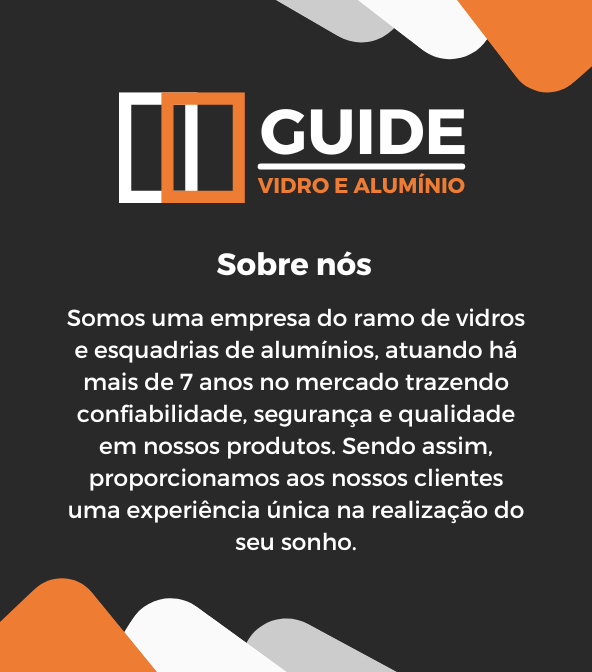 GUIDE
VIDRO E ALUMÍNIO
Sobre nós
Somos uma empresa do ramo de vidros
e esquadrias de alumínios, atuando há
mais de 7 anos no mercado trazendo
confiabilidade, segurança e qualidade
em nossos produtos. Sendo assim,
proporcionamos aos nossos clientes
uma experiência única na realização do
seu sonho.